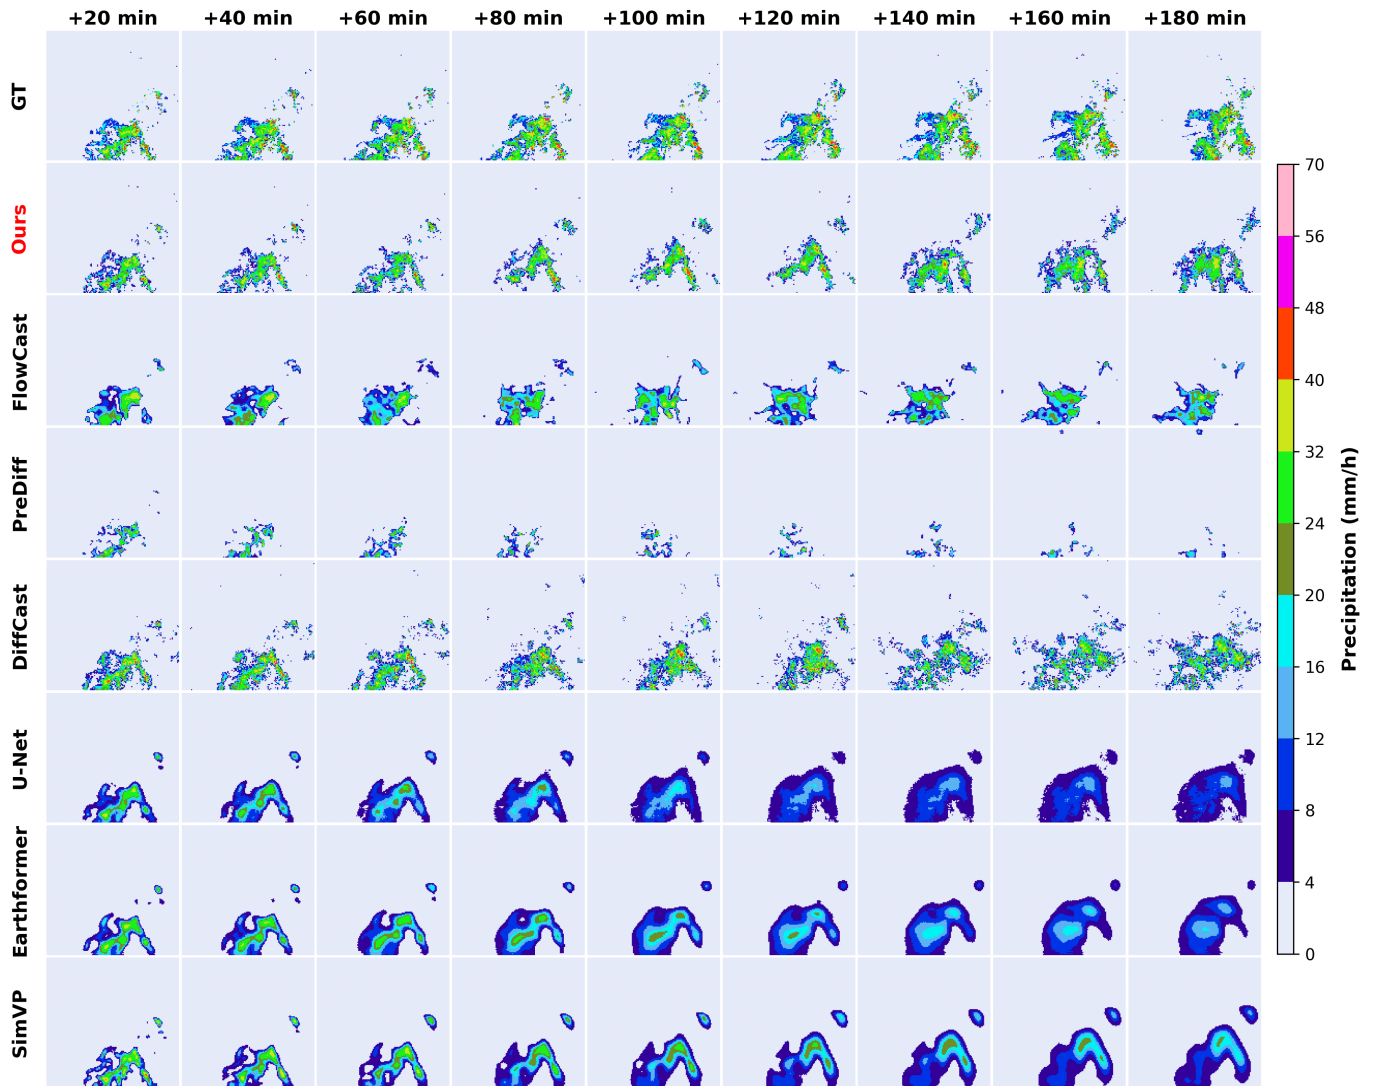 +20 min +40 min +60 min +80 min +100 min +120 min +140 min +160 min +180 min
GT
Ours
FlowCast
PreDiff
DiffCast
U-Net
Earthformer
SimVP
70
56
48
40
32
24
20
16
12
8
4
0
Precipitation (mm/h)